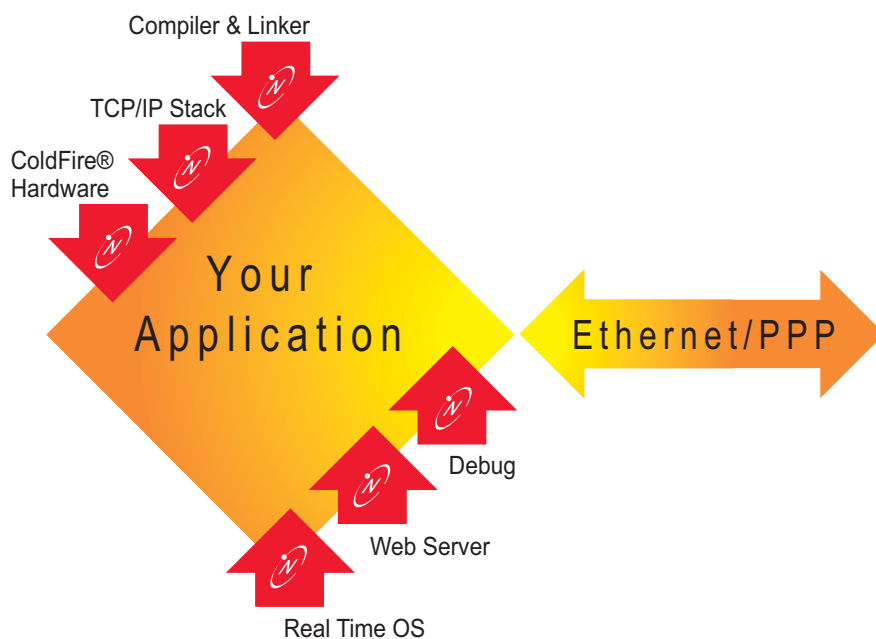 Compiler & Linker
TCP/IP Stack
ColdFire®
Hardware
Your
Application
Ethernet/PPP
Debug
Web Server
Real Time OS